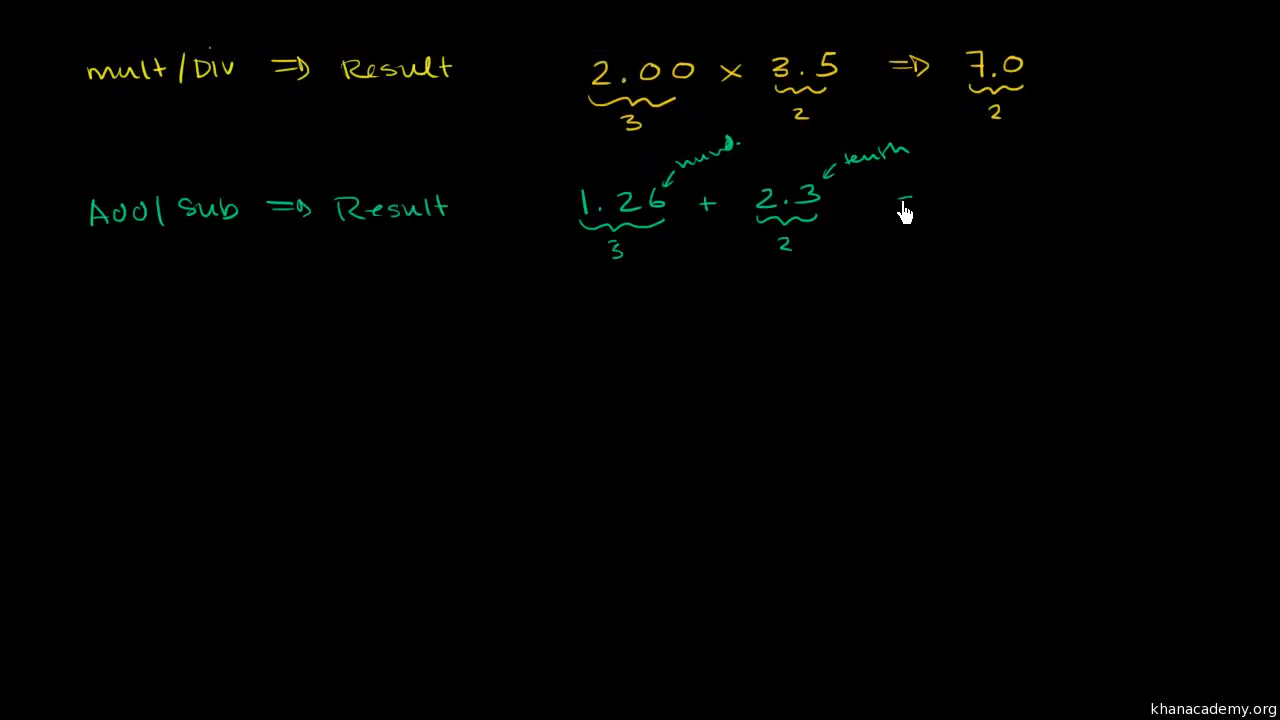 mult/Div ⇒ Result 2.00 × 3.5 ⇒ 7.0
3 2 2
hund. tenth
Add/Sub ⇒ Result 1.26 + 2.3
3 2
khanacademy.org